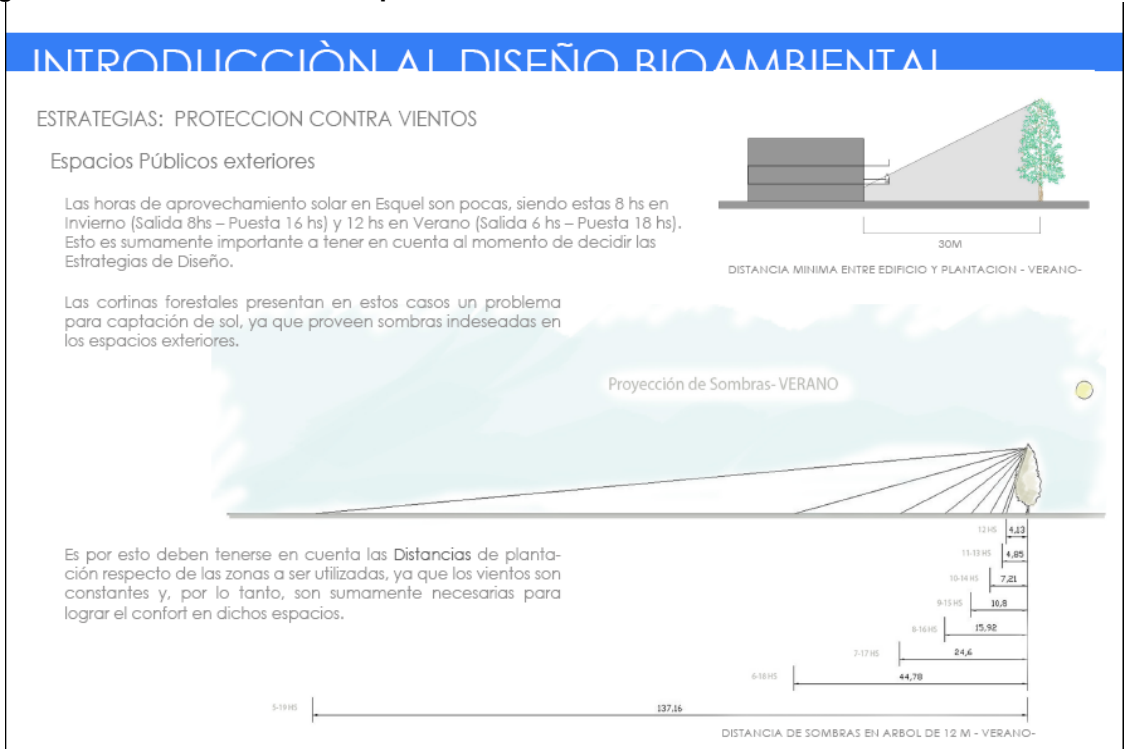 INTRODUCCIÒN AL DISEÑO BIOAMBIENTAL
ESTRATEGIAS: PROTECCION CONTRA VIENTOS
Espacios Públicos exteriores
Las horas de aprovechamiento solar en Esquel son pocas, siendo estas 8 hs en
Invierno (Salida 8hs – Puesta 16 hs) y 12 hs en Verano (Salida 6 hs – Puesta 18 hs).
Esto es sumamente importante a tener en cuenta al momento de decidir las
Estrategias de Diseño.
30M
DISTANCIA MINIMA ENTRE EDIFICIO Y PLANTACION - VERANO-
Las cortinas forestales presentan en estos casos un problema
para captación de sol, ya que proveen sombras indeseadas en
los espacios exteriores.
Proyección de Sombras- VERANO
Es por esto deben tenerse en cuenta las Distancias de planta-
ción respecto de las zonas a ser utilizadas, ya que los vientos son
constantes y, por lo tanto, son sumamente necesarias para
lograr el confort en dichos espacios.
12 HS 4,13
11-13 HS 4,85
10-14 HS 7,21
9-15 HS 10,8
8-16 HS 15,92
7-17 HS 24,6
6-18 HS 44,78
5-19 HS 137,16
DISTANCIA DE SOMBRAS EN ARBOL DE 12 M - VERANO-